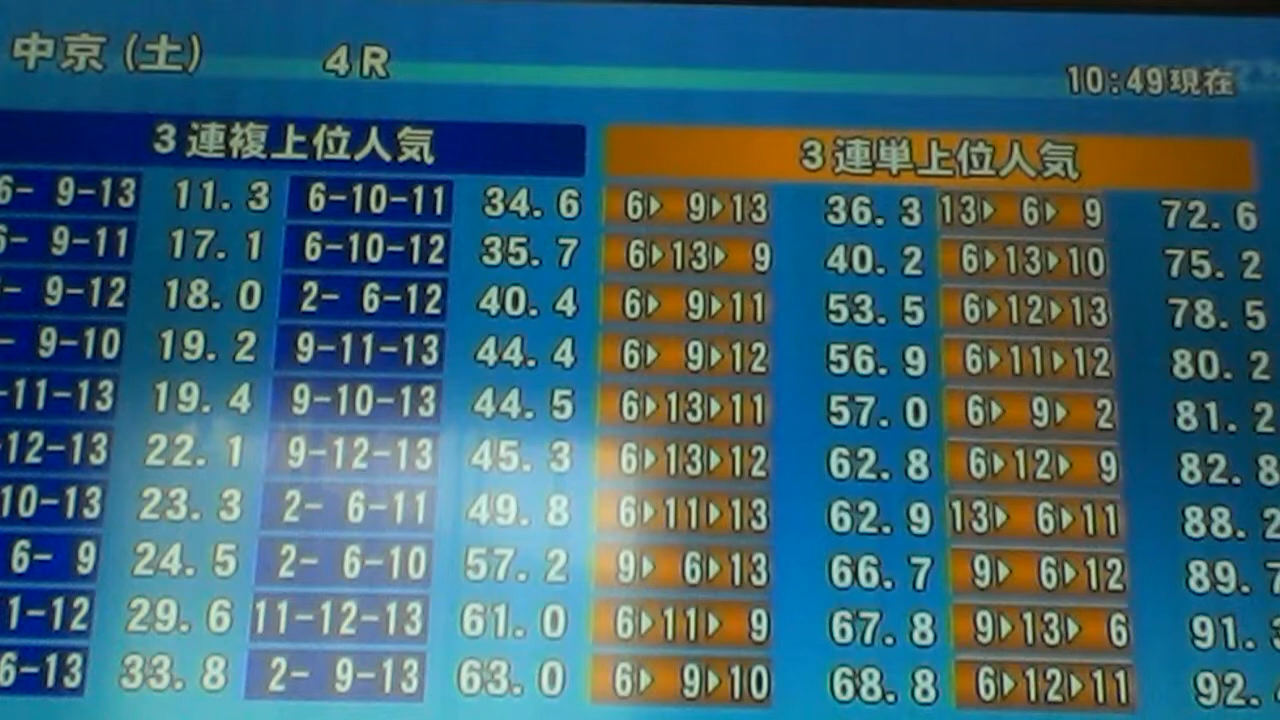 中京(土) 4R 10:49現在
3連複上位人気 3連単上位人気
6- 9-13 11.3 6-10-11 34.6 6▶ 9▶13 36.3 13▶ 6▶ 9 72.6
6- 9-11 17.1 6-10-12 35.7 6▶13▶ 9 40.2 6▶13▶10 75.2
- 9-12 18.0 2- 6-12 40.4 6▶ 9▶11 53.5 6▶12▶13 78.5
- 9-10 19.2 9-11-13 44.4 6▶ 9▶12 56.9 6▶11▶12 80.2
-11-13 19.4 9-10-13 44.5 6▶13▶11 57.0 6▶ 9▶ 2 81.2
12-13 22.1 9-12-13 45.3 6▶13▶12 62.8 6▶12▶ 9 82.8
10-13 23.3 2- 6-11 49.8 6▶11▶13 62.9 13▶ 6▶11 88.2
6- 9 24.5 2- 6-10 57.2 9▶ 6▶13 66.7 9▶ 6▶12 89.7
1-12 29.6 11-12-13 61.0 6▶11▶ 9 67.8 9▶13▶ 6 91.
6-13 33.8 2- 9-13 63.0 6▶ 9▶10 68.8 6▶12▶11 92.